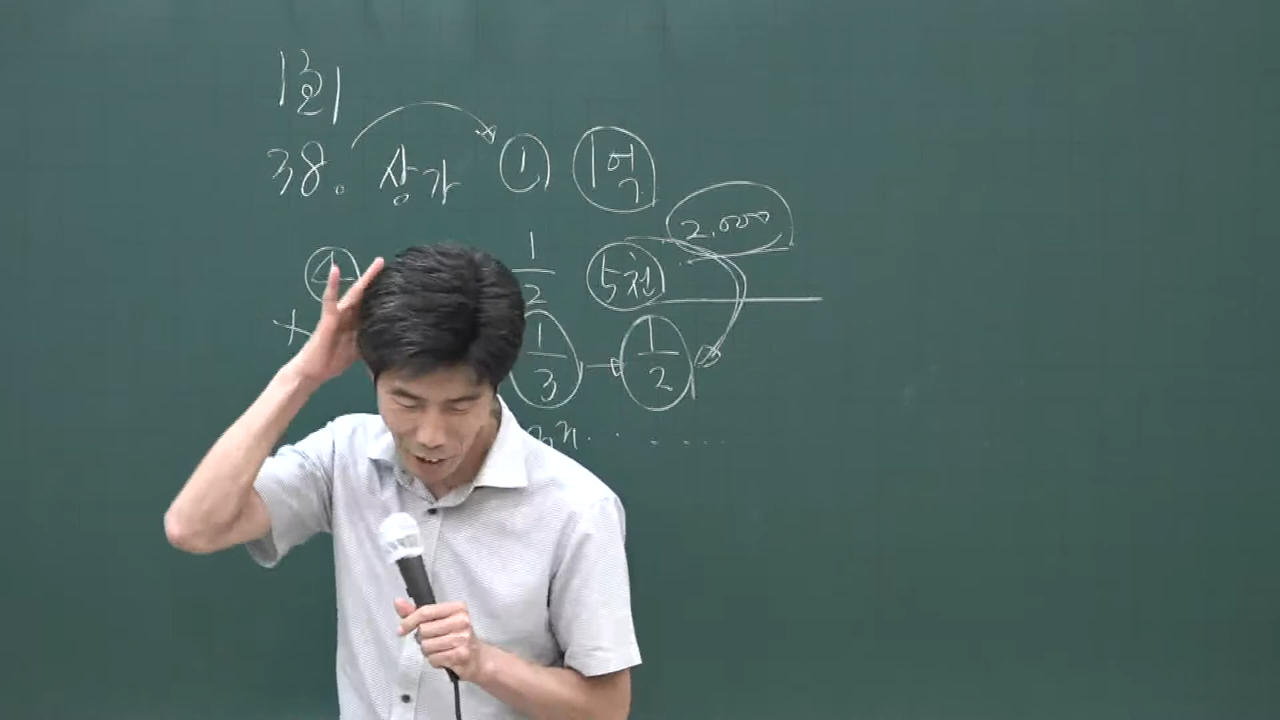 1회
38. 상가 ① 1억
2,000
④ 1/2 5천
+ 1/3 → 1/2